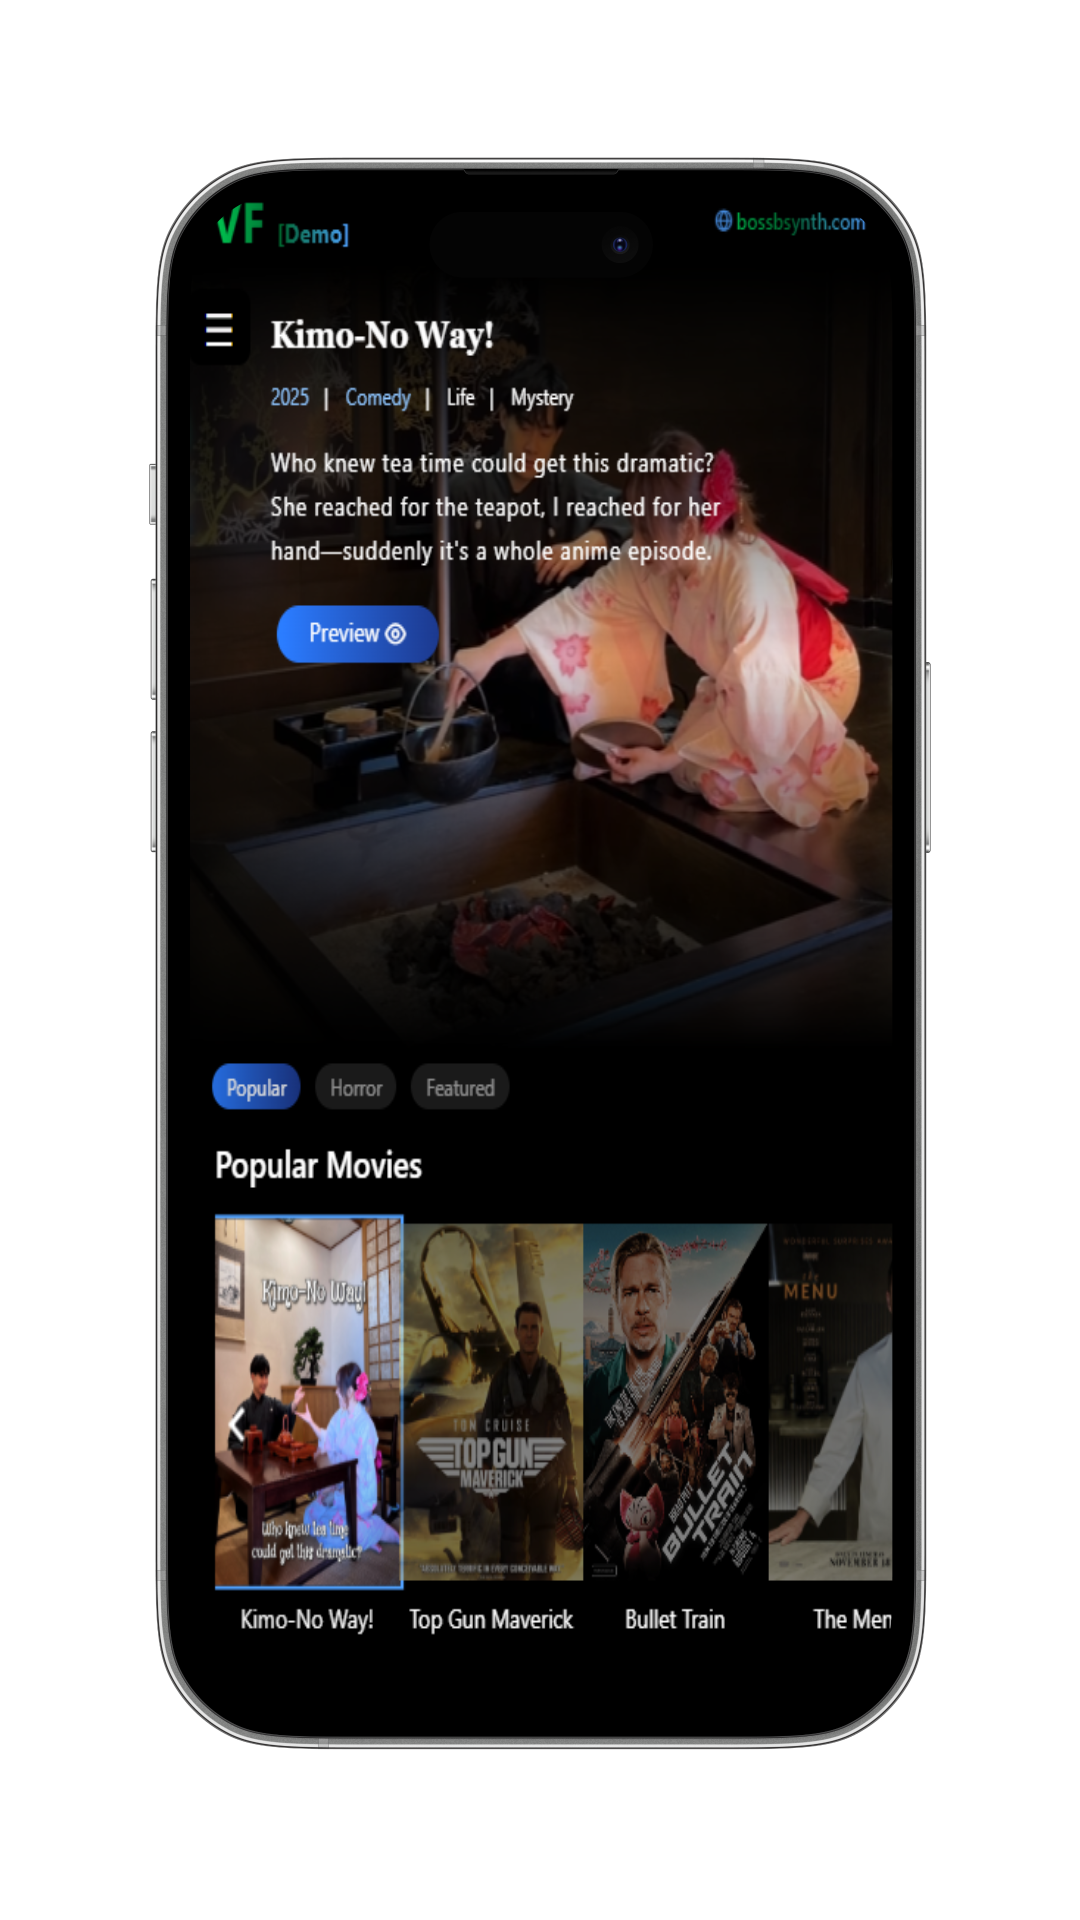 VF [Demo]
bossbsynth.com
Kimo-No Way!
2025 | Comedy | Life | Mystery
Who knew tea time could get this dramatic?
She reached for the teapot, I reached for her
hand—suddenly it's a whole anime episode.
Preview
Popular Horror Featured
Popular Movies
Kimo-No Way!
Who knew tea time
could get this dramatic?
TOM CRUISE
TOP GUN
MAVERICK
BRAD PITT
BULLET
TRAIN
The
MENU
NOVEMBER 18
Kimo-No Way!
Top Gun Maverick
Bullet Train
The Men